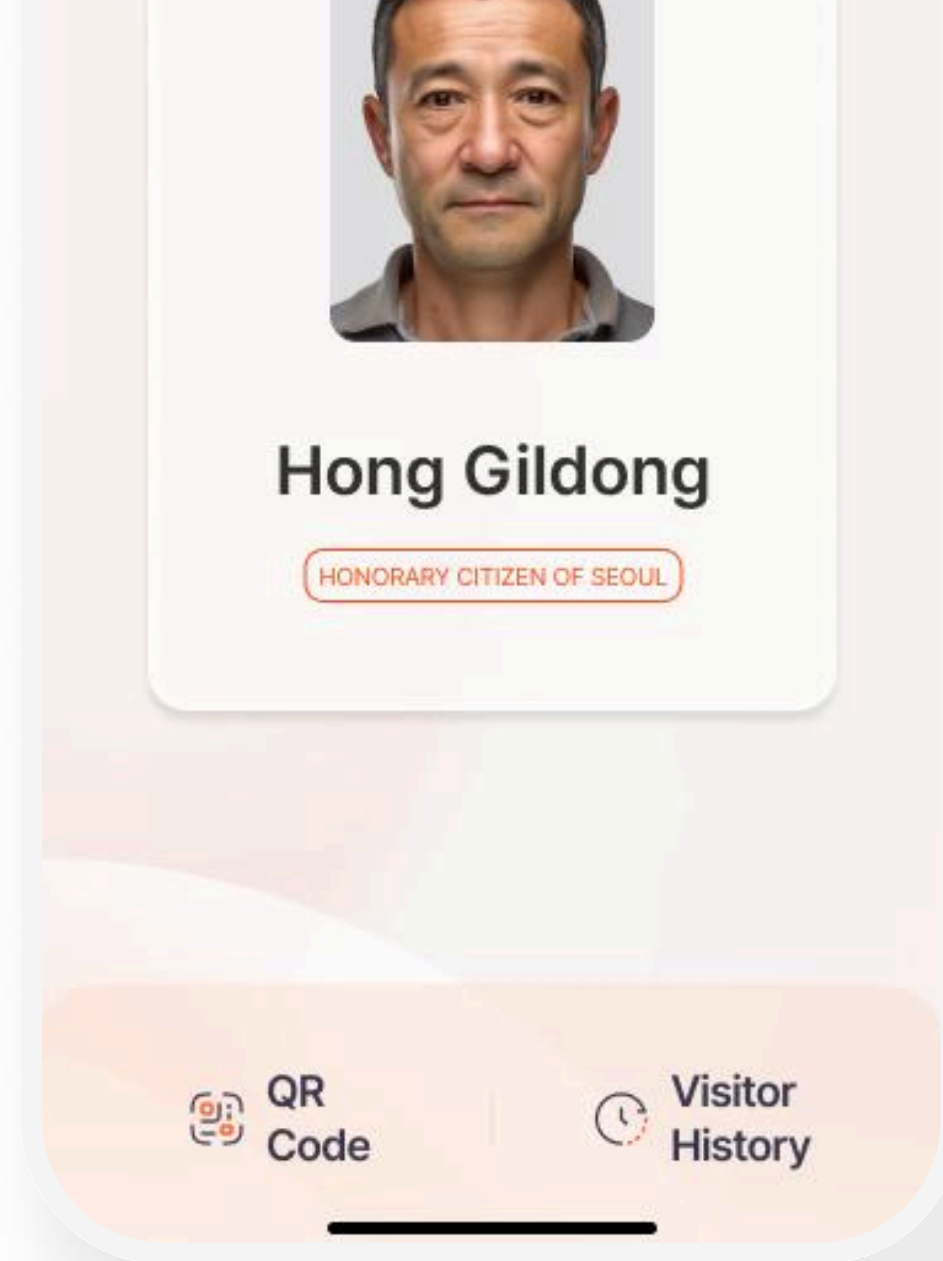 Hong Gildong
HONORARY CITIZEN OF SEOUL
QR
Code
Visitor
History